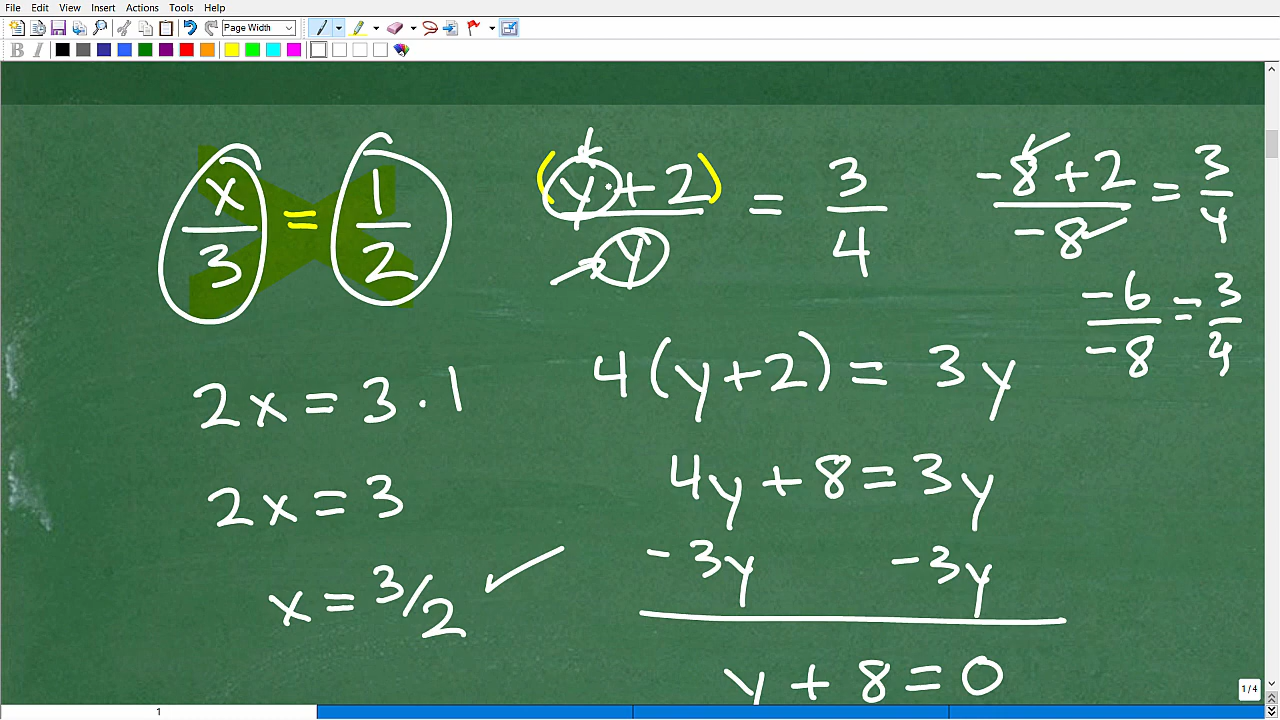 File Edit View Insert Actions Tools Help
Page Width
B I
x/3 = 1/2
2x = 3 · 1
2x = 3
x = 3/2 ✓
(y + 2)/y = 3/4
4(y+2) = 3y
4y + 8 = 3y
-3y -3y
y + 8 = 0
(-8 + 2)/-8 = 3/4
-6/-8 = 3/4
1/4
1